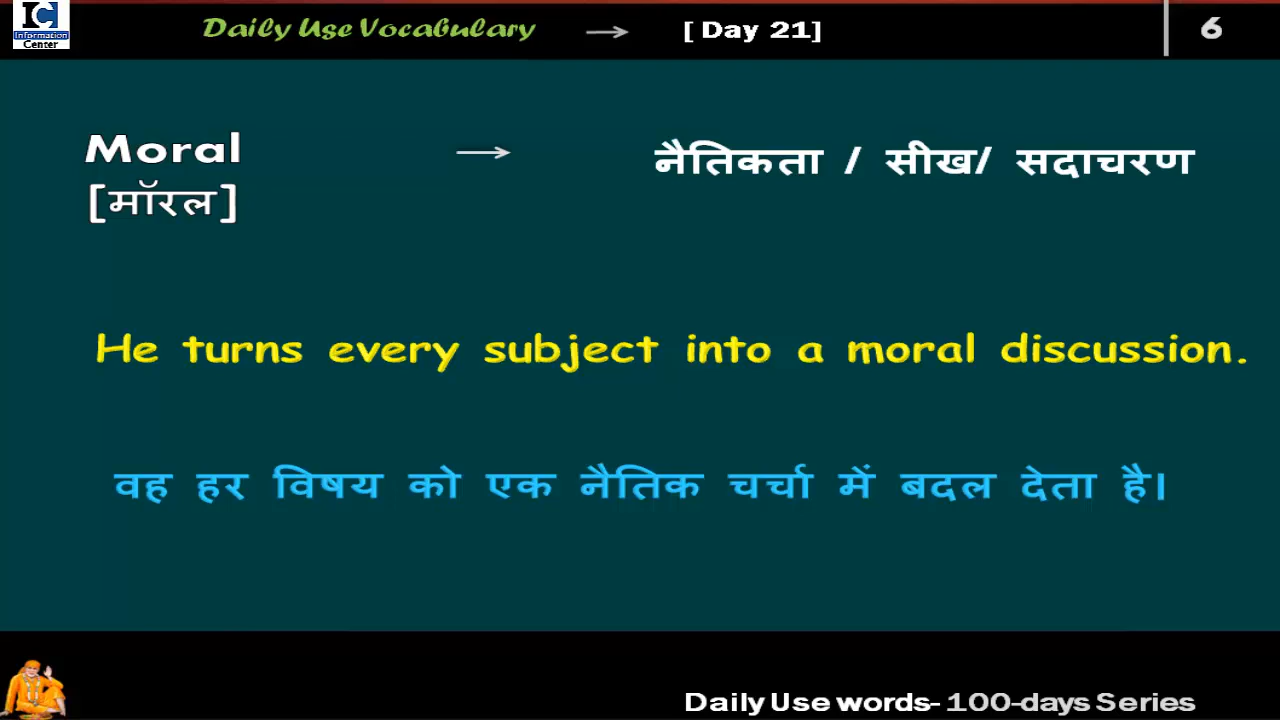 IC
Information
Center
Daily Use Vocabulary → [ Day 21] 6
Moral → नैतिकता / सीख/ सदाचरण
[मॉरल]
He turns every subject into a moral discussion.
वह हर विषय को एक नैतिक चर्चा में बदल देता है।
Daily Use words- 100-days Series